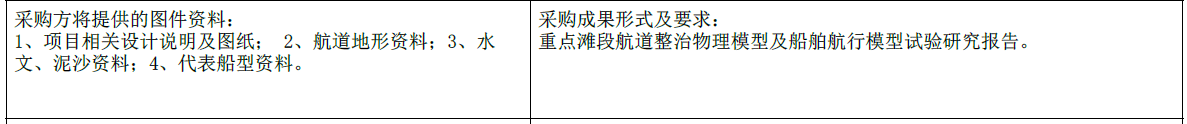 采购方将提供的图件资料：
1、项目相关设计说明及图纸； 2、航道地形资料；3、水
文、泥沙资料；4、代表船型资料。
采购成果形式及要求：
重点滩段航道整治物理模型及船舶航行模型试验研究报告。